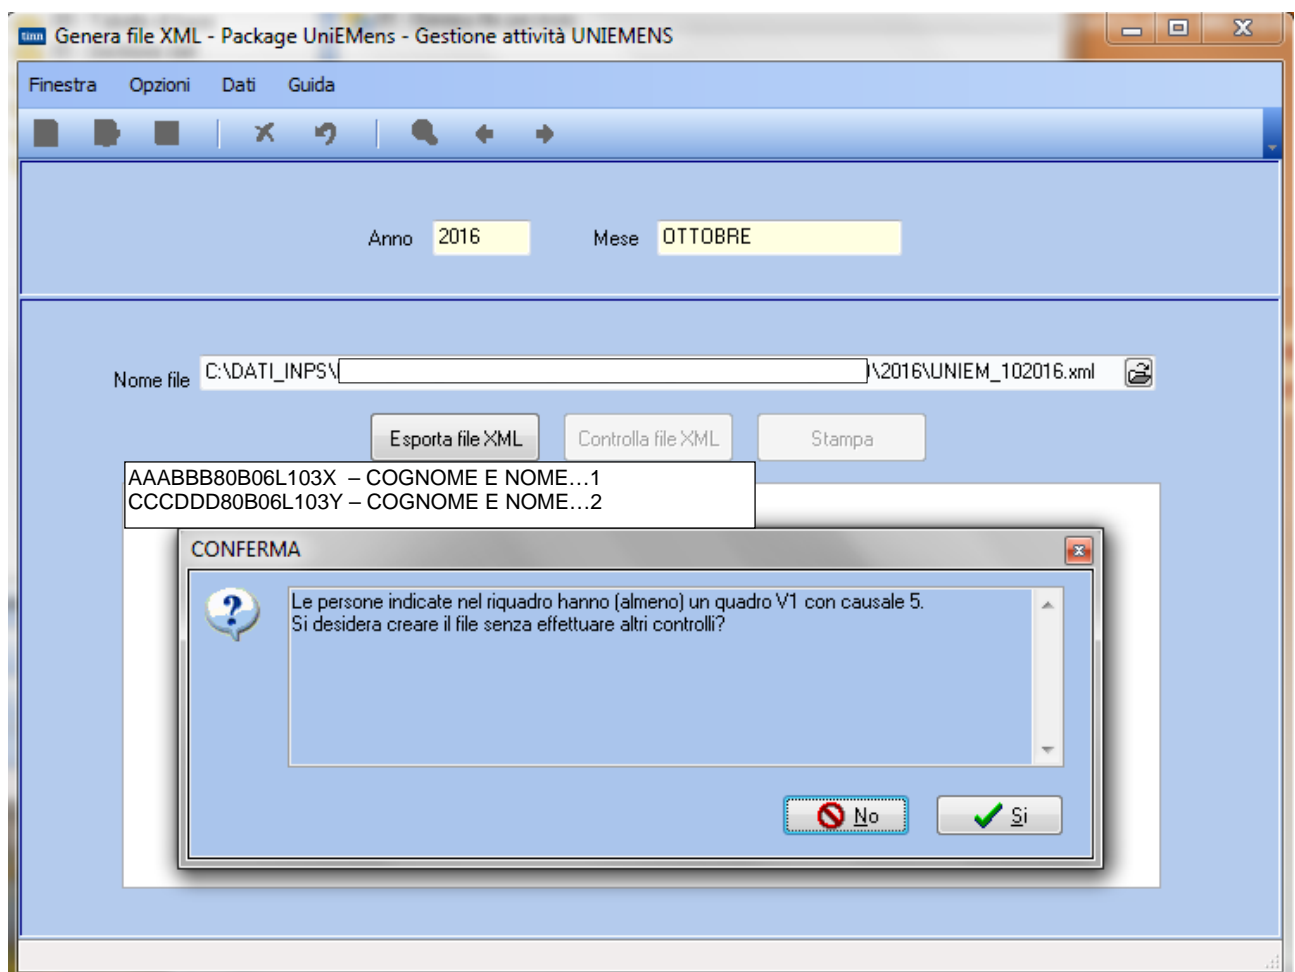 tinn Genera file XML - Package UniEMens - Gestione attività UNIEMENS
Finestra Opzioni Dati Guida
Anno 2016 Mese OTTOBRE
Nome file C:\DATI_INPS\ )\2016\UNIEM_102016.xml
Esporta file XML Controlla file XML Stampa
AAABBB80B06L103X – COGNOME E NOME…1
CCCDDD80B06L103Y – COGNOME E NOME…2
CONFERMA
Le persone indicate nel riquadro hanno (almeno) un quadro V1 con causale 5.
Si desidera creare il file senza effettuare altri controlli?
No Si